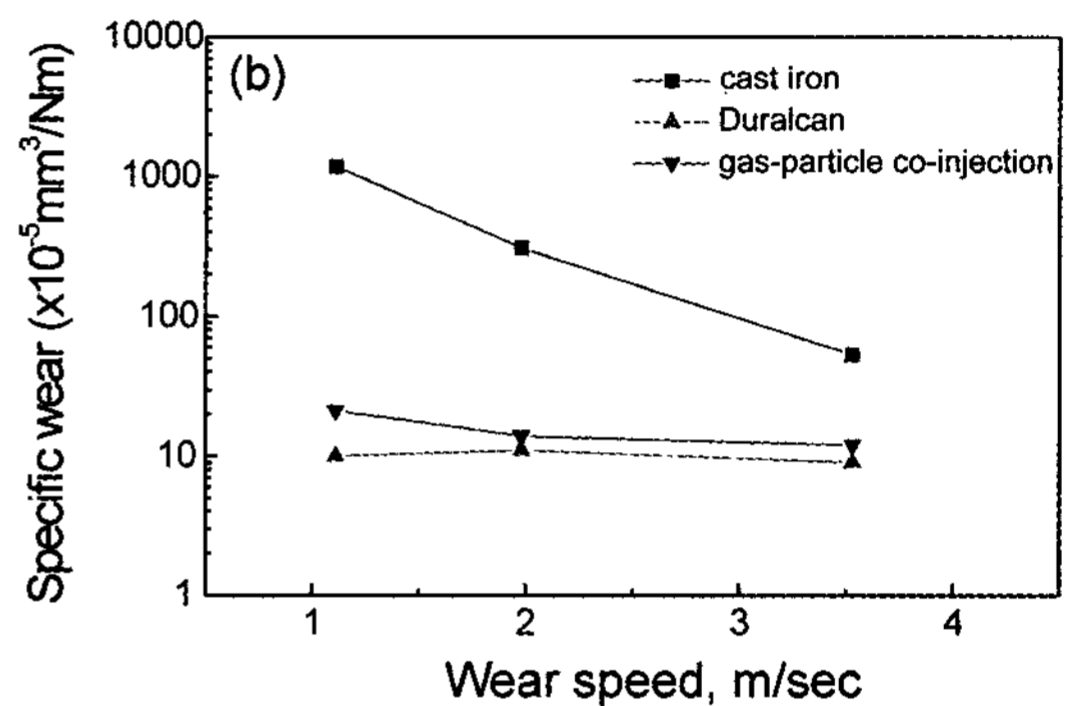 10000
(b)
cast iron
Duralcan
gas-particle co-injection
1000
100
10
1
1 2 3 4
Specific wear (x10⁻⁵mm³/Nm)
Wear speed, m/sec